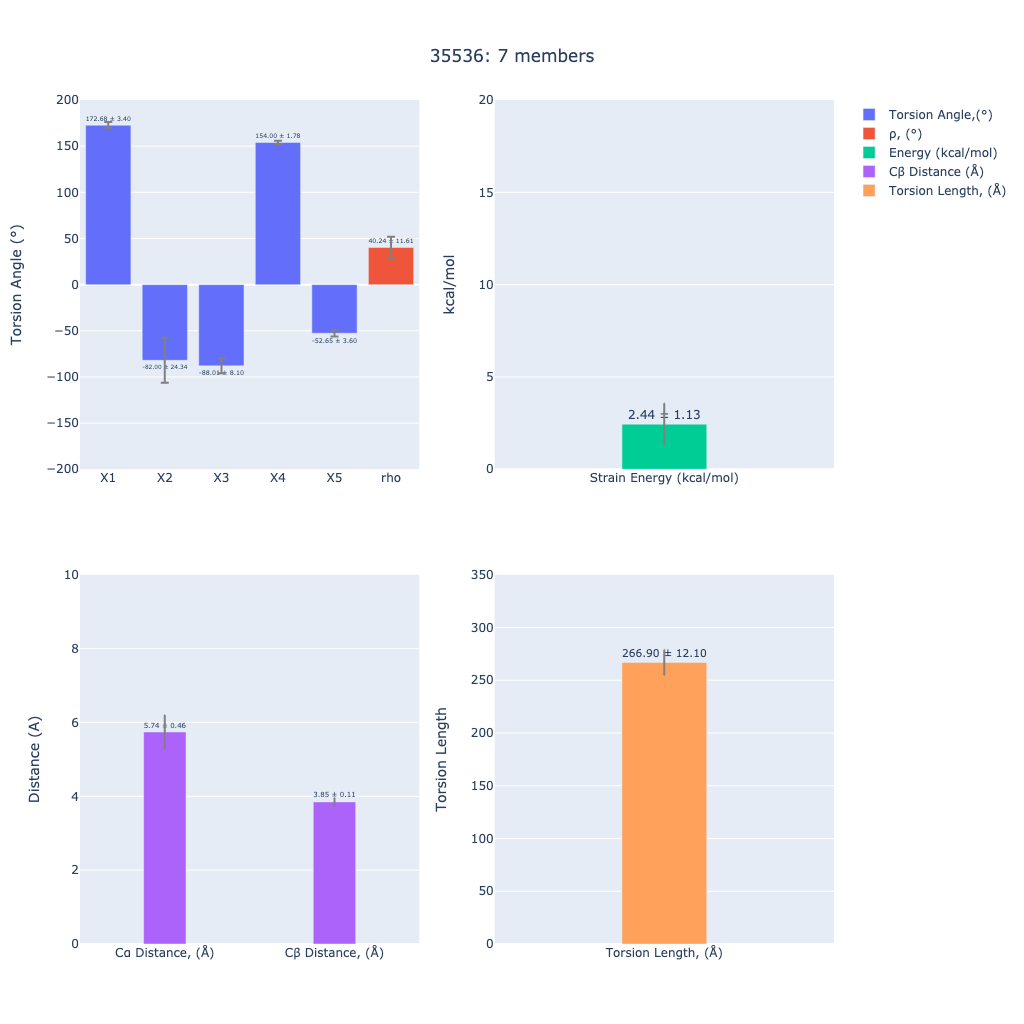 35536: 7 members
200
150
100
50
0
−50
−100
−150
−200
Torsion Angle (°)
172.68 ± 3.40
-82.00 ± 24.34
-88.01 ± 8.10
154.00 ± 1.78
-52.65 ± 3.60
40.24 ± 11.61
X1 X2 X3 X4 X5 rho
20
15
10
5
0
kcal/mol
2.44 ± 1.13
Strain Energy (kcal/mol)
Torsion Angle,(°)
ρ, (°)
Energy (kcal/mol)
Cβ Distance (Å)
Torsion Length, (Å)
10
8
6
4
2
0
Distance (A)
5.74 ± 0.46
3.85 ± 0.11
Cα Distance, (Å) Cβ Distance, (Å)
350
300
250
200
150
100
50
0
Torsion Length
266.90 ± 12.10
Torsion Length, (Å)